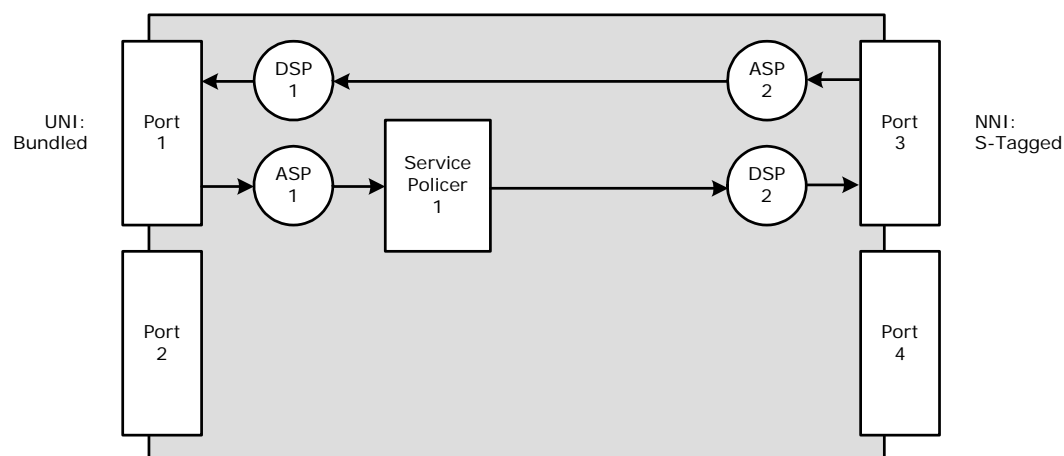 UNI:
Bundled
Port
1
DSP
1
ASP
2
Port
3
NNI:
S-Tagged
ASP
1
Service
Policer
1
DSP
2
Port
2
Port
4